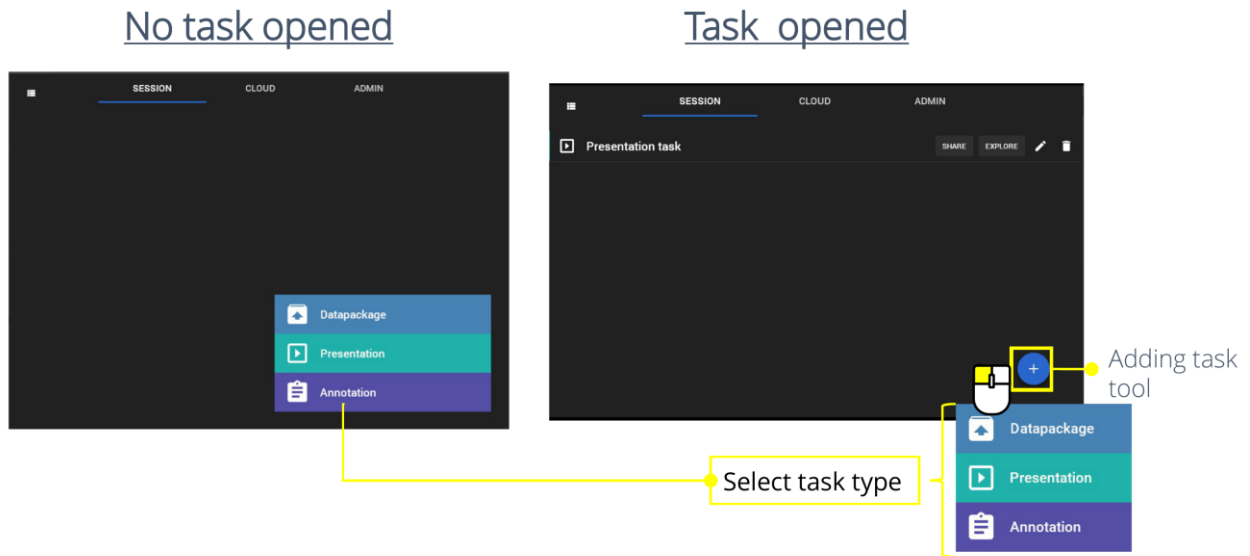 No task opened
Task opened
SESSION CLOUD ADMIN
Datapackage
Presentation
Annotation
SESSION CLOUD ADMIN
Presentation task SHARE EXPLORE
+
Adding task
tool
Select task type
Datapackage
Presentation
Annotation